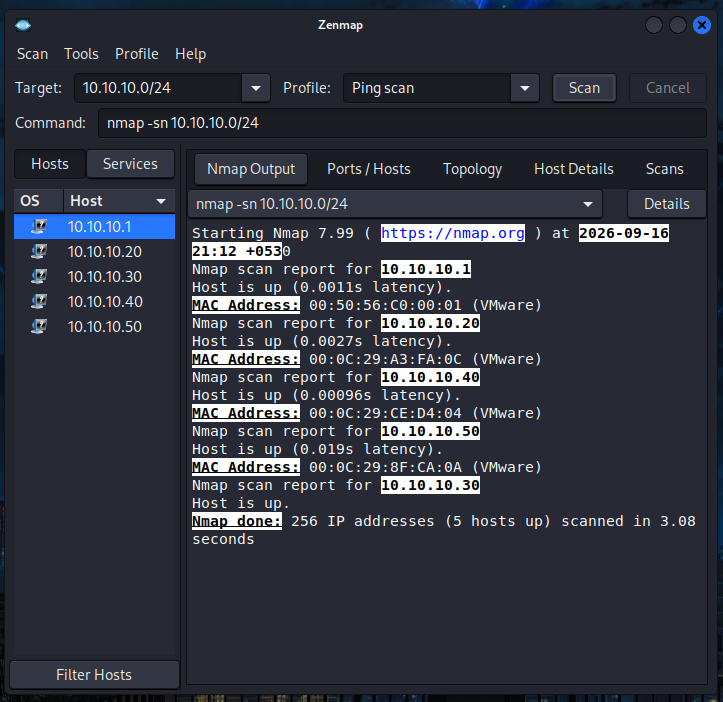 Zenmap
Scan Tools Profile Help
Target: 10.10.10.0/24 Profile: Ping scan Scan Cancel
Command: nmap -sn 10.10.10.0/24
Hosts Services
OS Host
10.10.10.1
10.10.10.20
10.10.10.30
10.10.10.40
10.10.10.50
Filter Hosts
Nmap Output Ports / Hosts Topology Host Details Scans
nmap -sn 10.10.10.0/24 Details
Starting Nmap 7.99 ( https://nmap.org ) at 2026-09-16
21:12 +0530
Nmap scan report for 10.10.10.1
Host is up (0.0011s latency).
MAC Address: 00:50:56:C0:00:01 (VMware)
Nmap scan report for 10.10.10.20
Host is up (0.0027s latency).
MAC Address: 00:0C:29:A3:FA:0C (VMware)
Nmap scan report for 10.10.10.40
Host is up (0.00096s latency).
MAC Address: 00:0C:29:CE:D4:04 (VMware)
Nmap scan report for 10.10.10.50
Host is up (0.019s latency).
MAC Address: 00:0C:29:8F:CA:0A (VMware)
Nmap scan report for 10.10.10.30
Host is up.
Nmap done: 256 IP addresses (5 hosts up) scanned in 3.08
seconds